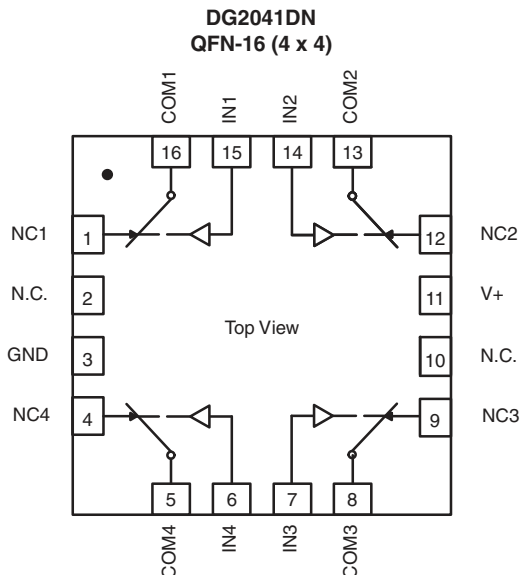 DG2041DN
QFN-16 (4 x 4)
COM1
IN1
IN2
COM2
16
15
14
13
NC1
1
12
NC2
N.C.
2
11
V+
Top View
GND
3
10
N.C.
NC4
4
9
NC3
5
6
7
8
COM4
IN4
IN3
COM3